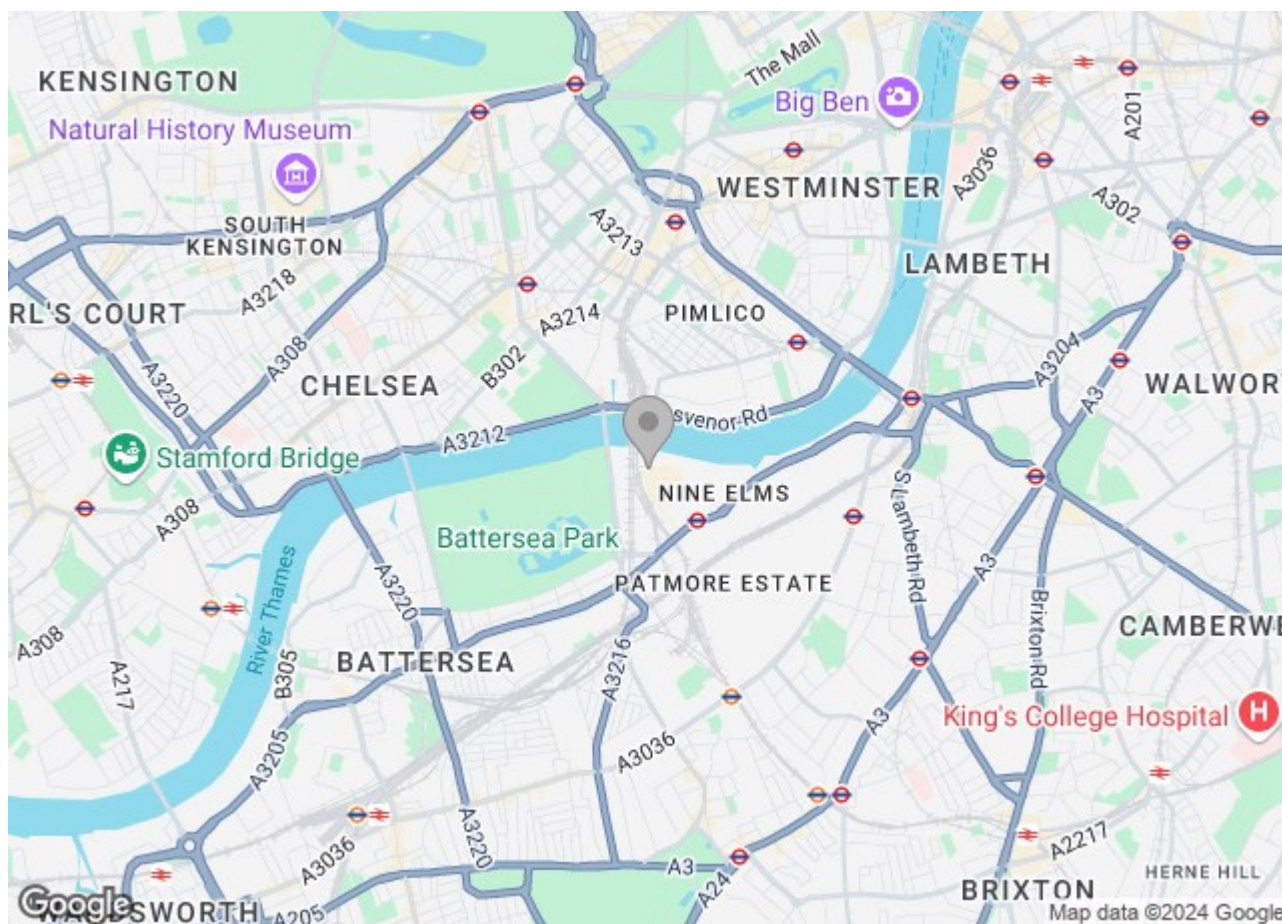 KENSINGTON
The Mall
Big Ben
A201
Natural History Museum
A3036
WESTMINSTER
A302
SOUTH
KENSINGTON
A3213
A3218
LAMBETH
RL'S COURT
A3214
PIMLICO
A308
B302
A3204
A3220
CHELSEA
A3
WALWOR
svenor Rd
A3212
Stamford Bridge
NINE ELMS
A308
S Lambeth Rd
Battersea Park
A3
River Thames
PATMORE ESTATE
A3220
Brixton Rd
A308
CAMBERWE
A217
B305
BATTERSEA
A3216
King's College Hospital
H
A3
A3205
A3036
A3220
A2217
A3036
A3
HERNE HILL
A24
BRIXTON
Google
WANDSWORTH
A205
Map data ©2024 Google